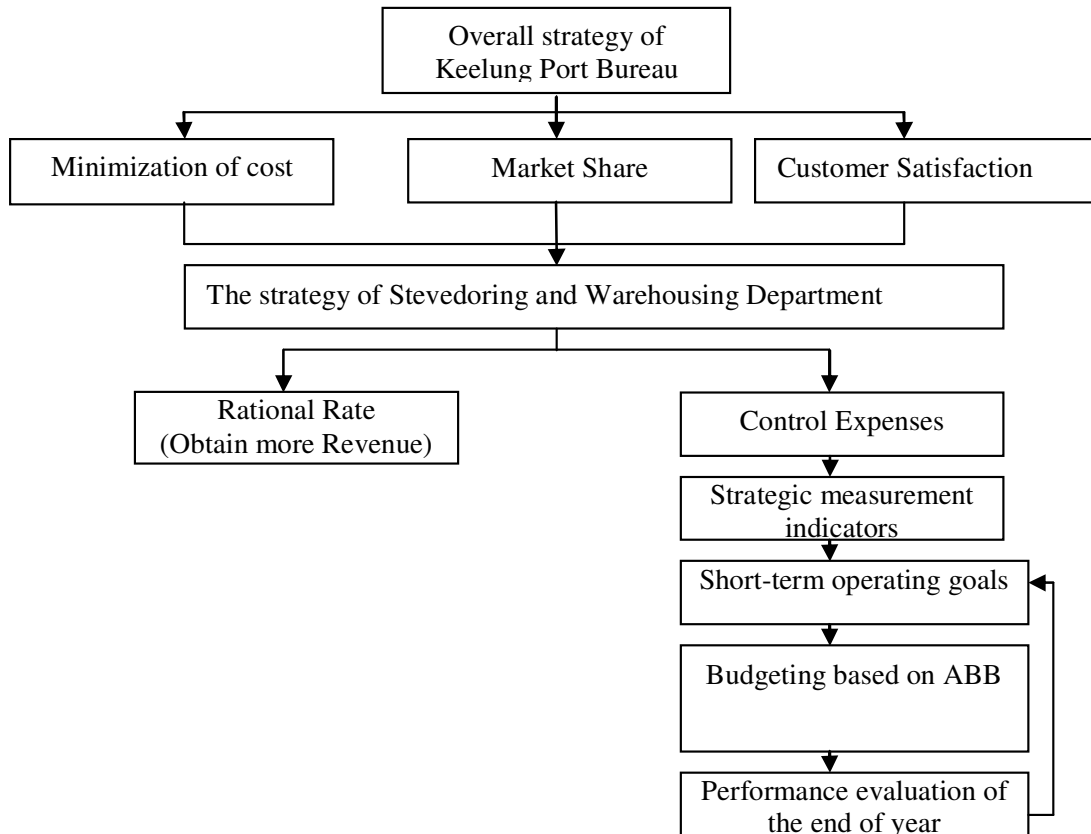 Overall strategy of
Keelung Port Bureau
Minimization of cost
Market Share
Customer Satisfaction
The strategy of Stevedoring and Warehousing Department
Rational Rate
(Obtain more Revenue)
Control Expenses
Strategic measurement
indicators
Short-term operating goals
Budgeting based on ABB
Performance evaluation of
the end of year